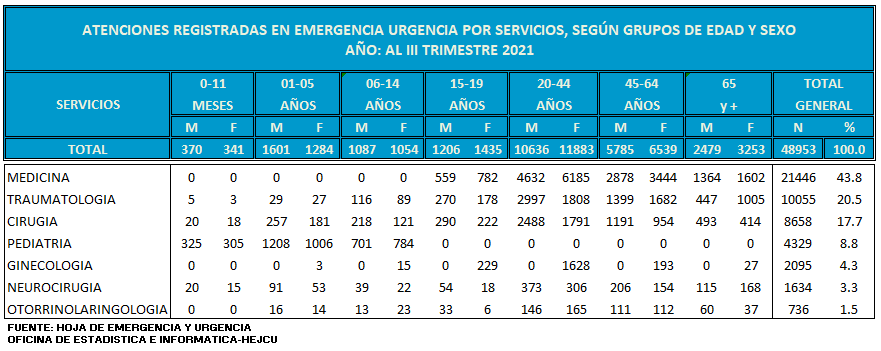 ATENCIONES REGISTRADAS EN EMERGENCIA URGENCIA POR SERVICIOS, SEGÚN GRUPOS DE EDAD Y SEXO
AÑO: AL III TRIMESTRE 2021
SERVICIOS 0-11 MESES 01-05 AÑOS 06-14 AÑOS 15-19 AÑOS 20-44 AÑOS 45-64 AÑOS 65 y + TOTAL GENERAL
M F M F M F M F M F M F M F N %
TOTAL 370 341 1601 1284 1087 1054 1206 1435 10636 11883 5785 6539 2479 3253 48953 100.0
MEDICINA 0 0 0 0 0 0 559 782 4632 6185 2878 3444 1364 1602 21446 43.8
TRAUMATOLOGIA 5 3 29 27 116 89 270 178 2997 1808 1399 1682 447 1005 10055 20.5
CIRUGIA 20 18 257 181 218 121 290 222 2488 1791 1191 954 493 414 8658 17.7
PEDIATRIA 325 305 1208 1006 701 784 0 0 0 0 0 0 0 0 4329 8.8
GINECOLOGIA 0 0 0 3 0 15 0 229 0 1628 0 193 0 27 2095 4.3
NEUROCIRUGIA 20 15 91 53 39 22 54 18 373 306 206 154 115 168 1634 3.3
OTORRINOLARINGOLOGIA 0 0 16 14 13 23 33 6 146 165 111 112 60 37 736 1.5
FUENTE: HOJA DE EMERGENCIA Y URGENCIA
OFICINA DE ESTADISTICA E INFORMATICA-HEJCU